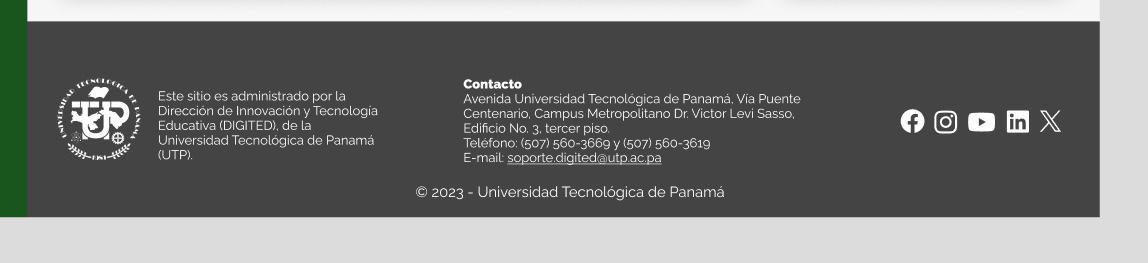 Este sitio es administrado por la
Dirección de Innovación y Tecnología
Educativa (DIGITED), de la
Universidad Tecnológica de Panamá
(UTP).
Contacto
Avenida Universidad Tecnológica de Panamá, Vía Puente
Centenario, Campus Metropolitano Dr. Victor Levi Sasso,
Edificio No. 3, tercer piso.
Teléfono: (507) 560-3669 y (507) 560-3619
E-mail: soporte.digited@utp.ac.pa
© 2023 - Universidad Tecnológica de Panamá
UNIVERSIDAD TECNOLOGICA DE PANAMA
UTP
1981